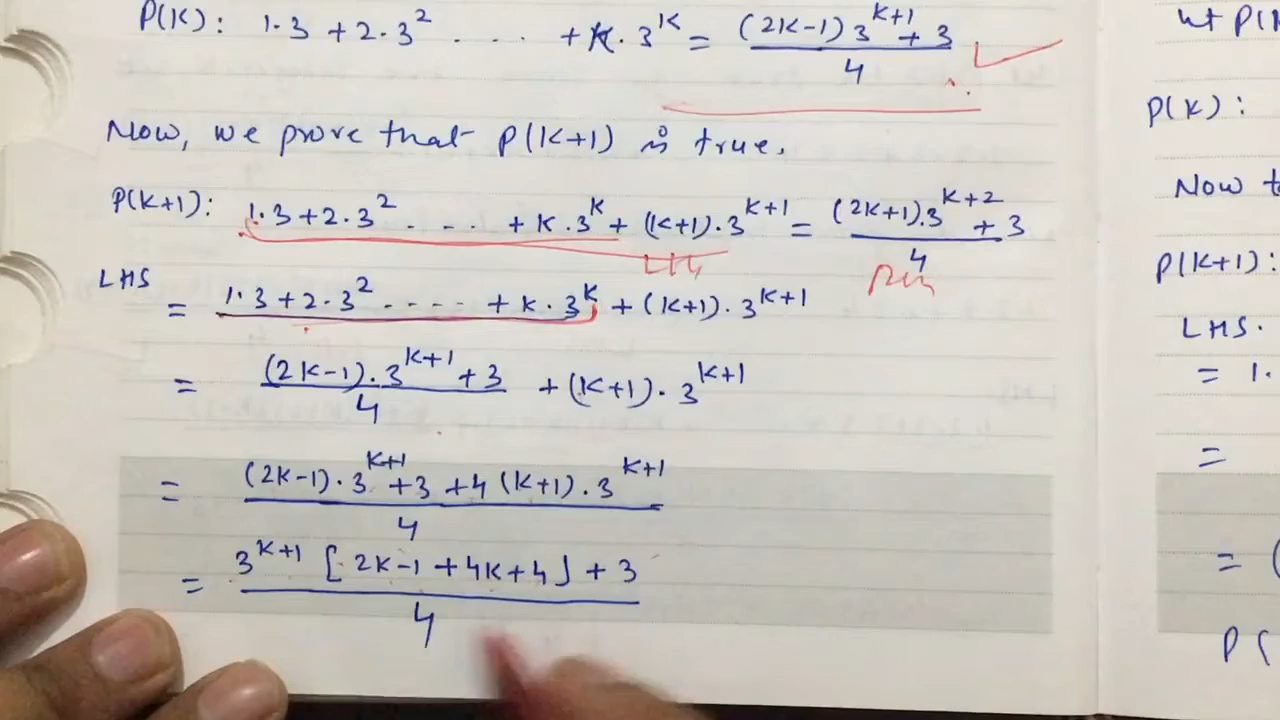 P(K): 1·3 + 2·3² . . . . + K·3^K = ((2K-1) 3^{K+1} + 3)/4
Now, we prove that P(K+1) is true.
P(K+1): 1·3 + 2·3² . . . . + K·3^K + (K+1)·3^{K+1} = ((2K+1)·3^{K+2} + 3)/4
LHS
LHS
= 1·3 + 2·3² . . . . . + K·3^K + (K+1)·3^{K+1}
= ((2K-1)·3^{K+1} + 3)/4 + (K+1)·3^{K+1}
= ((2K-1)·3^{K+1} + 3 + 4(K+1)·3^{K+1})/4
= (3^{K+1} [2K-1 + 4K+4] + 3)/4
P(K):
Now
P(K+1):
LHS.
= 1.
=
= (
P(